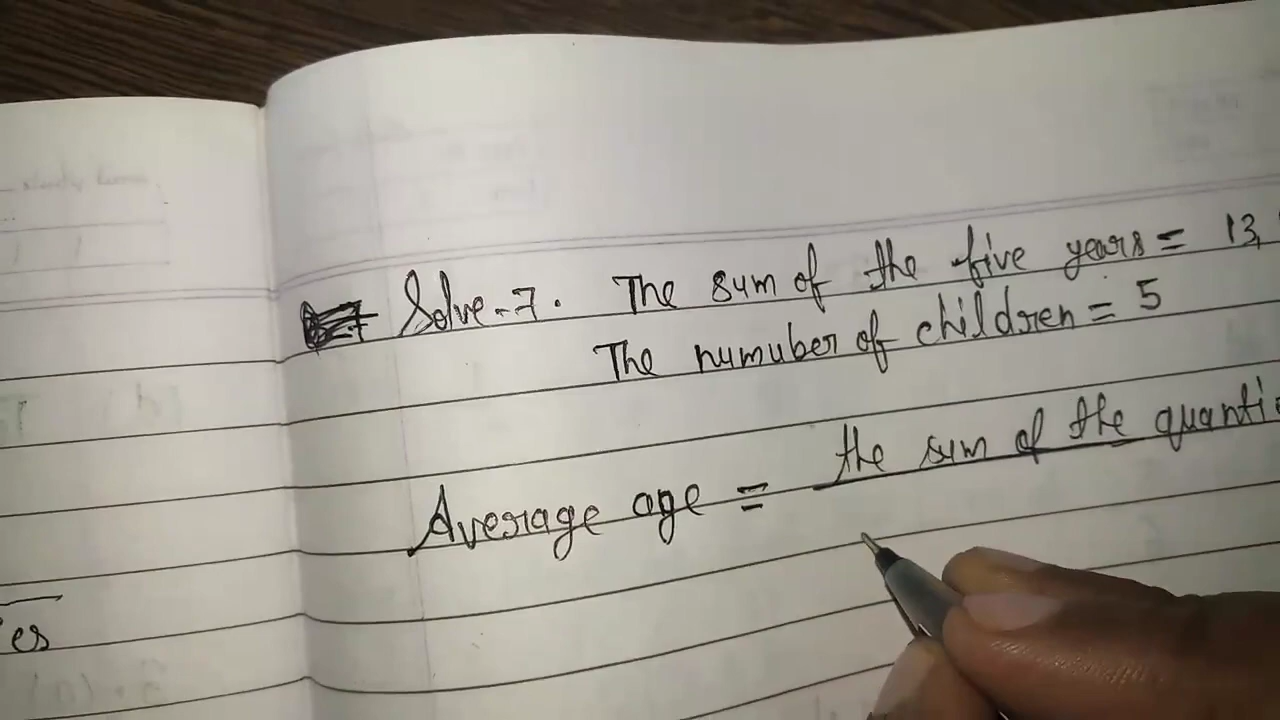 Solve-7. The sum of the five years = 13,
The numuber of children = 5
the sum of the quanti
Average age =
es